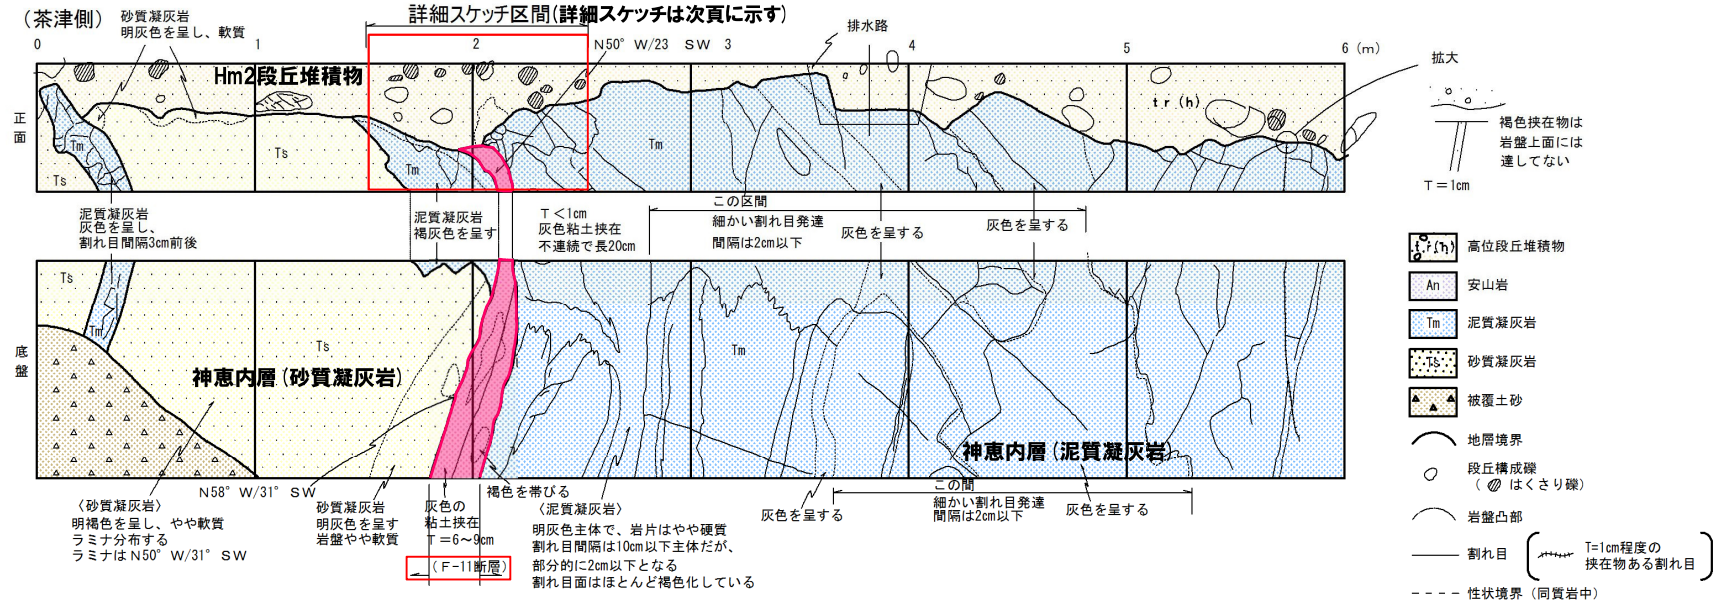 (茶津側)
砂質凝灰岩
明灰色を呈し、軟質
詳細スケッチ区間(詳細スケッチは次頁に示す)
排水路
0 1 2 N50°W/23 SW 3 4 5 6 (m)
拡大
Hm2段丘堆積物
tr(h)
正面
Tm
Ts
Ts
Tm
Tm
褐色挟在物は
岩盤上面には
達してない
T=1cm
泥質凝灰岩
灰色を呈し、
割れ目間隔3cm前後
泥質凝灰岩
褐灰色を呈す
T<1cm
灰色粘土挟在
不連続で長20cm
この区間
細かい割れ目発達
間隔は2cm以下
灰色を呈する
灰色を呈する
底盤
Ts
Tm
Ts
Tm
神恵内層(砂質凝灰岩)
神恵内層(泥質凝灰岩)
N58°W/31°SW
〈砂質凝灰岩〉
明褐色を呈し、やや軟質
ラミナ分布する
ラミナはN50°W/31°SW
砂質凝灰岩
明灰色を呈す
岩盤やや軟質
灰色の
粘土挟在
T=6~9cm
(F-11断層)
褐色を帯びる
〈泥質凝灰岩〉
明灰色主体で、岩片はやや硬質
割れ目間隔は10cm以下主体だが、
部分的に2cm以下となる
割れ目面はほとんど褐色化している
灰色を呈する
この間
細かい割れ目発達
間隔は2cm以下
灰色を呈する
t.r(h) 高位段丘堆積物
An 安山岩
Tm 泥質凝灰岩
Ts 砂質凝灰岩
被覆土砂
地層境界
段丘構成礫
( はくさり礫)
岩盤凸部
割れ目
T=1cm程度の
挟在物ある割れ目
性状境界(同質岩中)